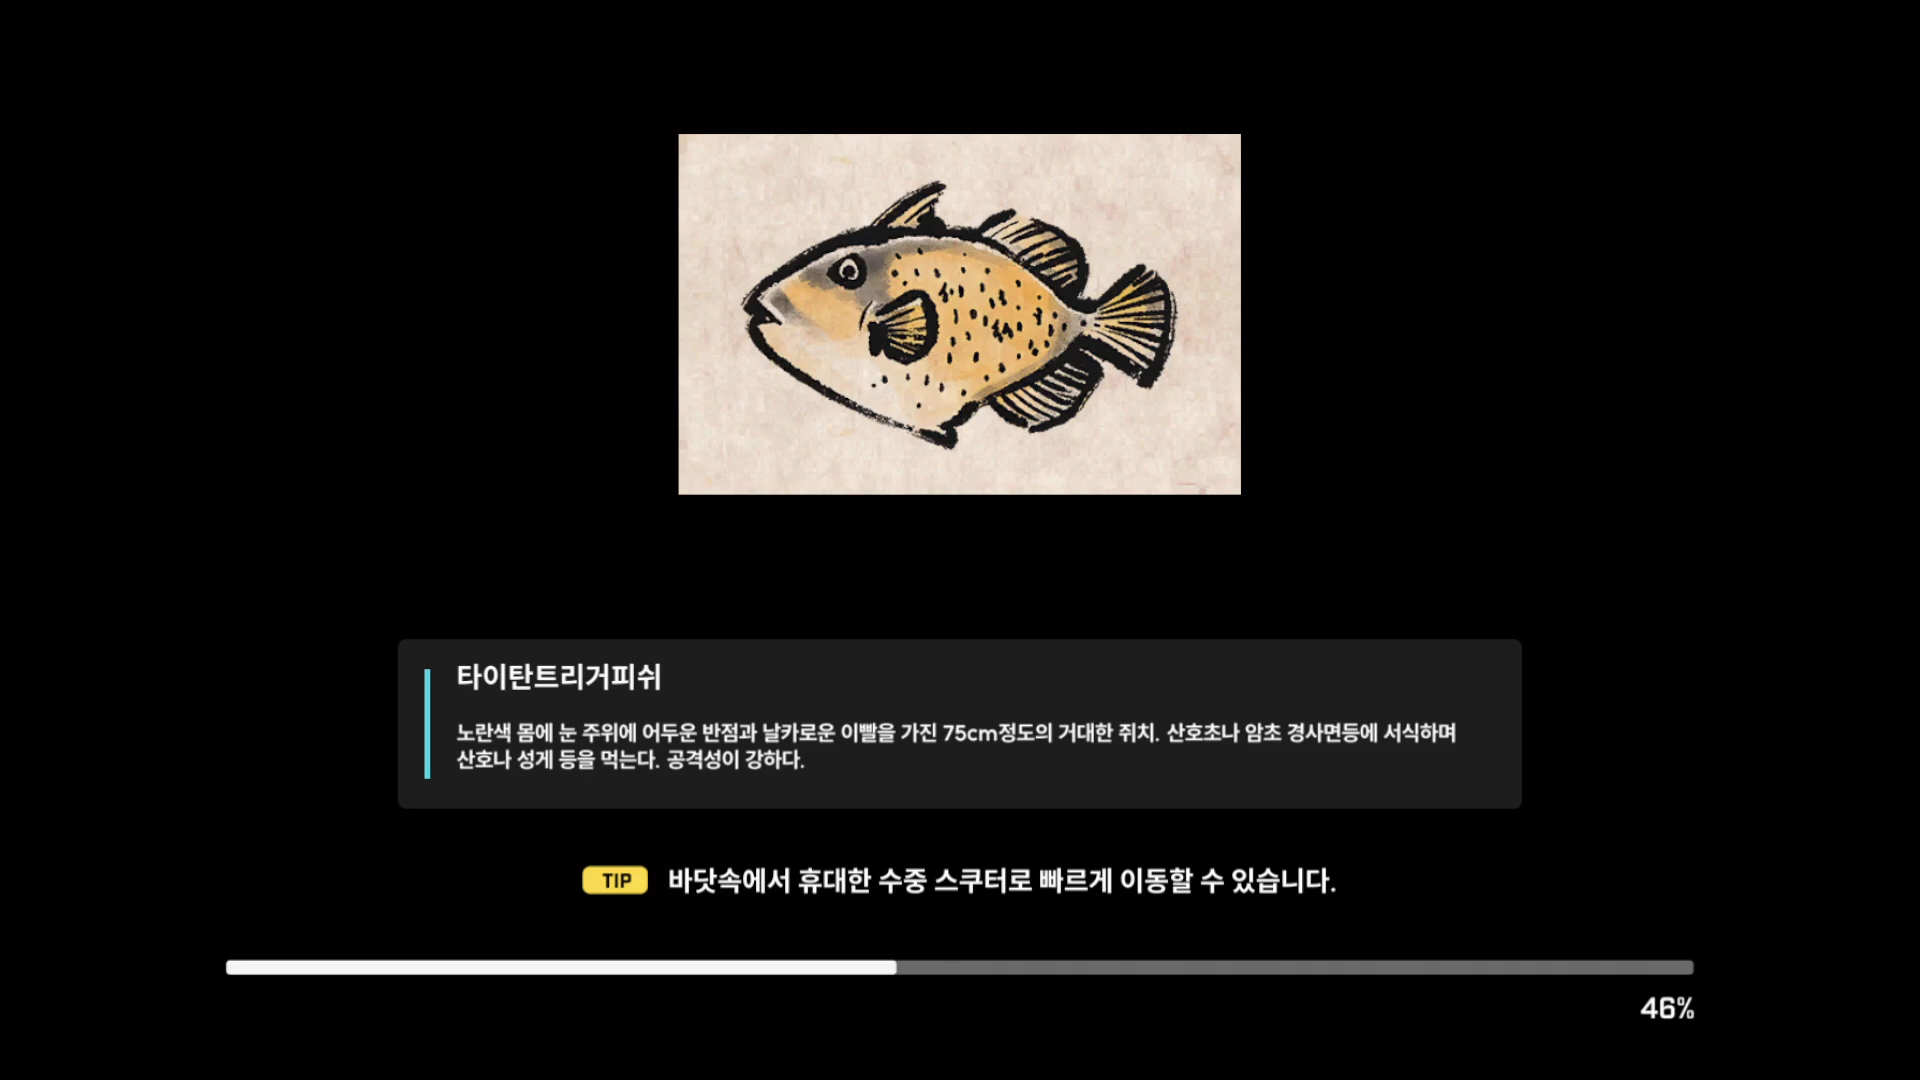 타이탄트리거피쉬
노란색 몸에 눈 주위에 어두운 반점과 날카로운 이빨을 가진 75cm정도의 거대한 쥐치. 산호초나 암초 경사면등에 서식하며
산호나 성게 등을 먹는다. 공격성이 강하다.
TIP 바닷속에서 휴대한 수중 스쿠터로 빠르게 이동할 수 있습니다.
46%